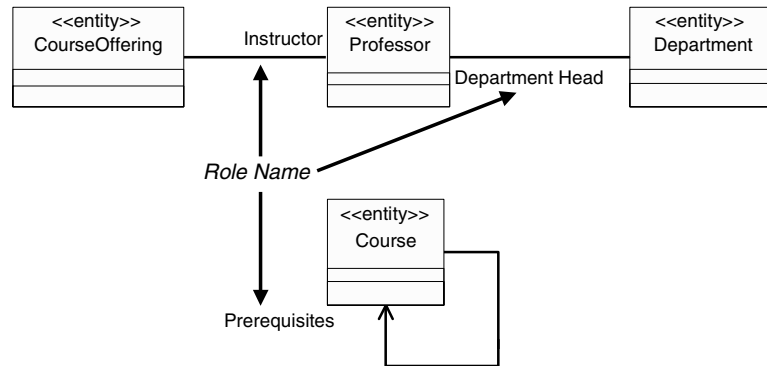 <<entity>>
CourseOffering
Instructor
<<entity>>
Professor
Department Head
<<entity>>
Department
Role Name
<<entity>>
Course
Prerequisites